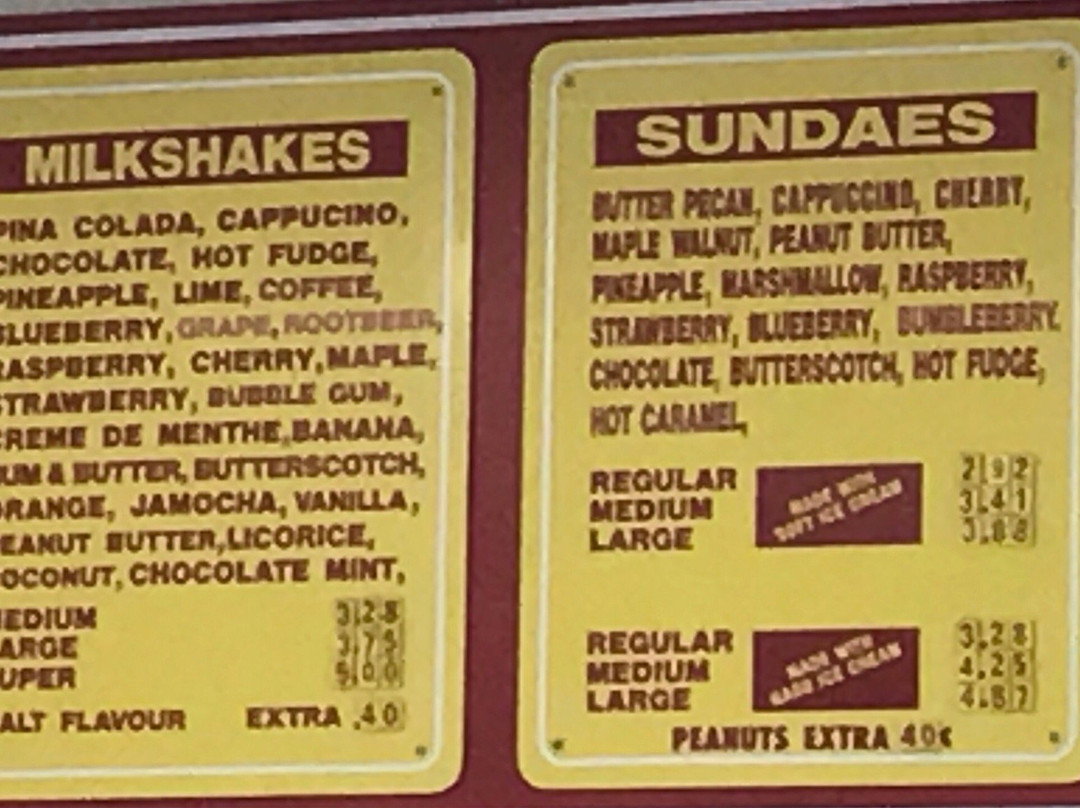 MILKSHAKES
PINA COLADA, CAPPUCINO,
CHOCOLATE, HOT FUDGE,
PINEAPPLE, LIME, COFFEE,
BLUEBERRY, GRAPE, ROOTBEER,
RASPBERRY, CHERRY, MAPLE,
STRAWBERRY, BUBBLE GUM,
CREME DE MENTHE, BANANA,
UM & BUTTER, BUTTERSCOTCH,
ORANGE, JAMOCHA, VANILLA,
EANUT BUTTER, LICORICE,
OCONUT, CHOCOLATE MINT,
EDIUM 3.28
ARGE 3.75
UPER 5.00
ALT FLAVOUR EXTRA .40
SUNDAES
BUTTER PECAN, CAPPUCCINO, CHERRY,
MAPLE WALNUT, PEANUT BUTTER,
PINEAPPLE, MARSHMALLOW, RASPBERRY,
STRAWBERRY, BLUEBERRY, BUMBLEBERRY,
CHOCOLATE, BUTTERSCOTCH, HOT FUDGE,
HOT CARAMEL,
REGULAR 2.92
MEDIUM 3.41
LARGE 3.88
MADE WITH
SOFT ICE CREAM
REGULAR 3.28
MEDIUM 4.25
LARGE 4.87
MADE WITH
HARD ICE CREAM
PEANUTS EXTRA 40¢